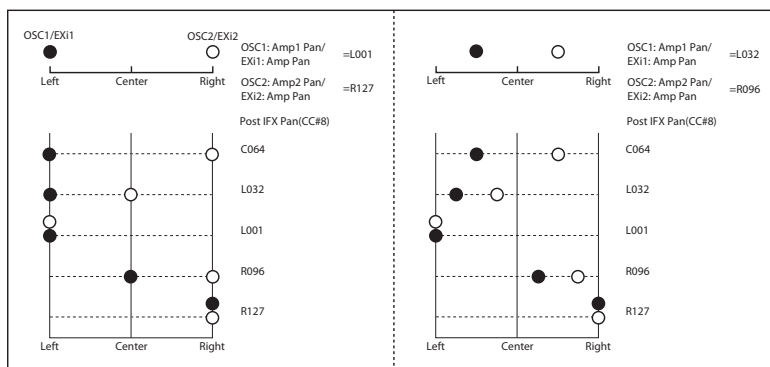 OSC1/EXi1
OSC2/EXi2
Left
Center
Right
OSC1: Amp1 Pan/
EXi1: Amp Pan
=L001
OSC2: Amp2 Pan/
EXi2: Amp Pan
=R127
Post IFX Pan(CC#8)
C064
L032
L001
R096
R127
Left
Center
Right
Left
Center
Right
OSC1: Amp1 Pan/
EXi1: Amp Pan
=L032
OSC2: Amp2 Pan/
EXi2: Amp Pan
=R096
Post IFX Pan(CC#8)
C064
L032
L001
R096
R127
Left
Center
Right